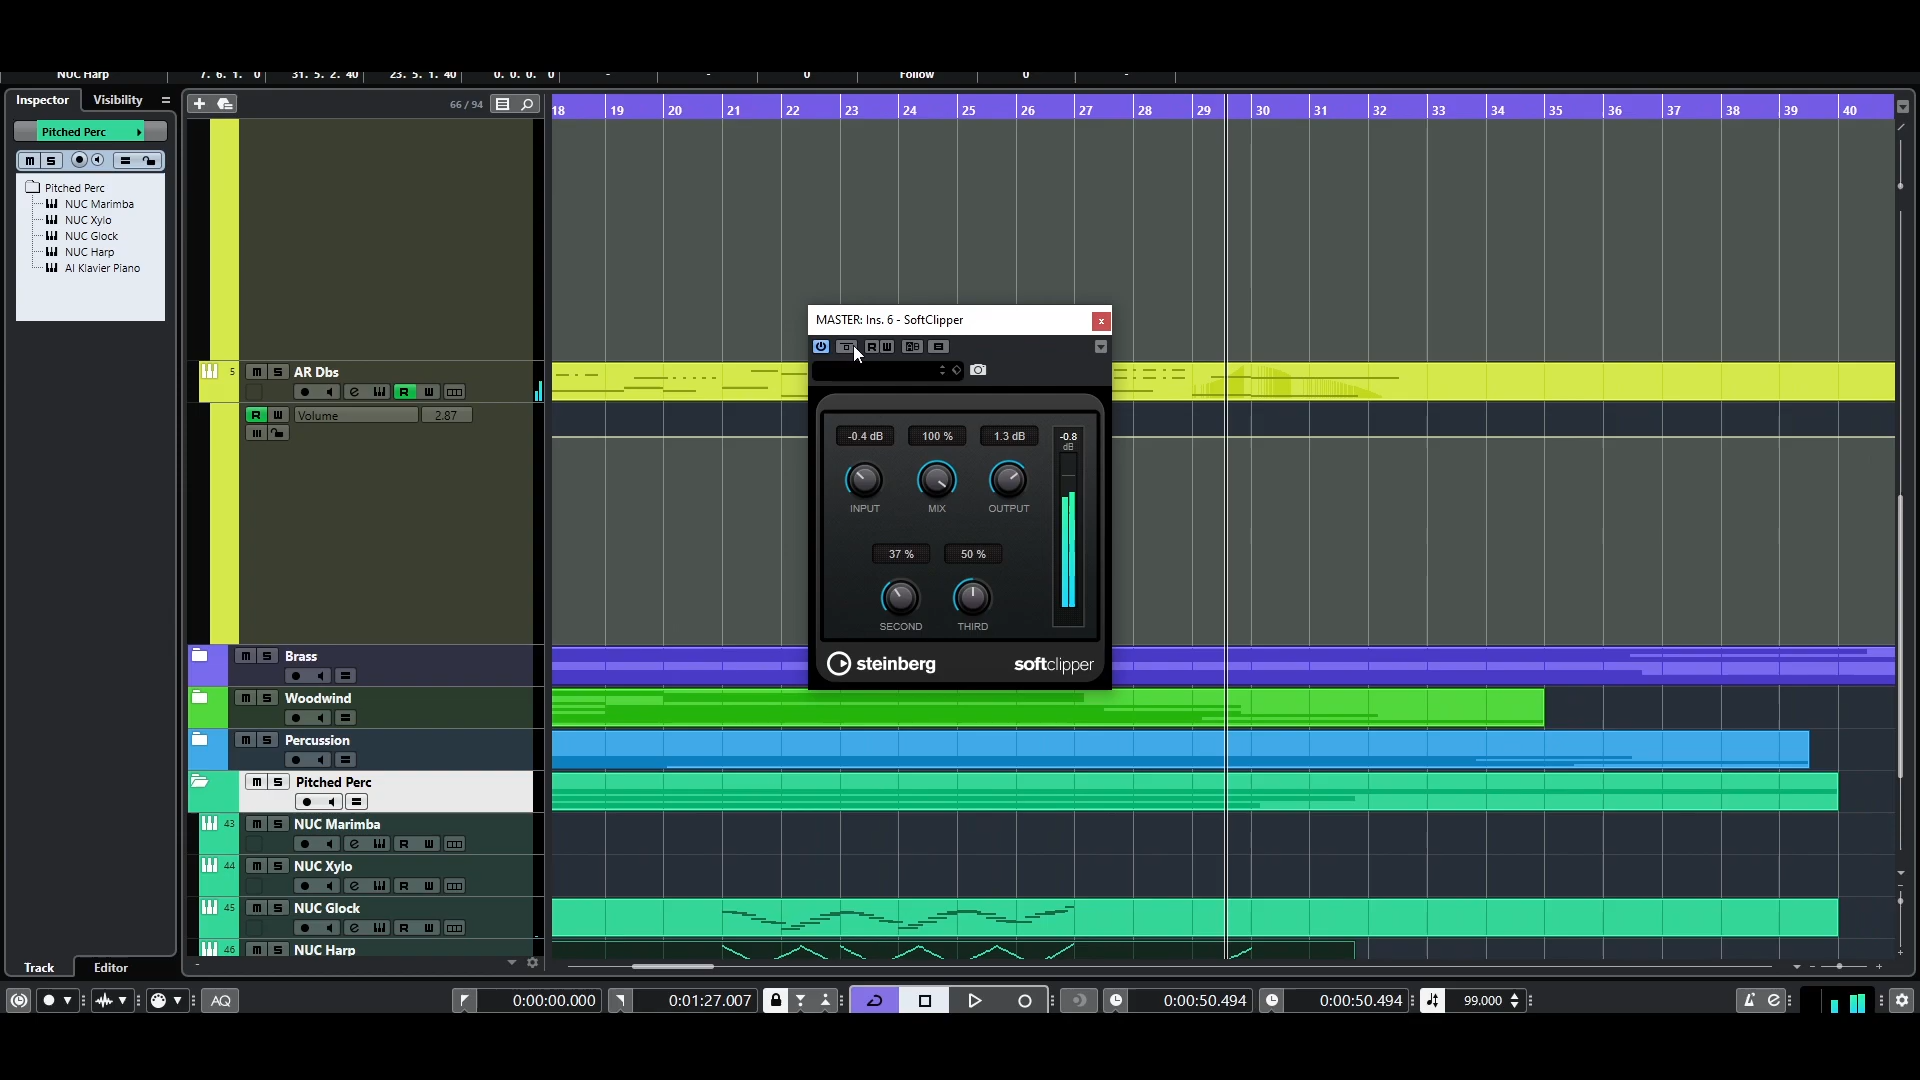 NUC Harp 7. 6. 1. 0 31. 5. 2. 40 23. 5. 1. 40 0. 0. 0. 0 - - 0 Follow 0 -
Inspector Visibility
66 / 94
18 19 20 21 22 23 24 25 26 27 28 29 30 31 32 33 34 35 36 37 38 39 40
Pitched Perc
m S
Pitched Perc
NUC Marimba
NUC Xylo
NUC Glock
NUC Harp
AI Klavier Piano
5 m S AR Dbs
e R W
R W Volume 2.87
MASTER: Ins. 6 - SoftClipper x
R W
-0.4 dB 100 % 1.3 dB -0.8
dB
INPUT MIX OUTPUT
37 % 50 %
SECOND THIRD
steinberg softclipper
m S Brass
m S Woodwind
m S Percussion
m S Pitched Perc
43 m S NUC Marimba
e R W
44 m S NUC Xylo
e R W
45 m S NUC Glock
e R W
46 m S NUC Harp
Track Editor
AQ 0:00:00.000 0:01:27.007 0:00:50.494 0:00:50.494 99.000